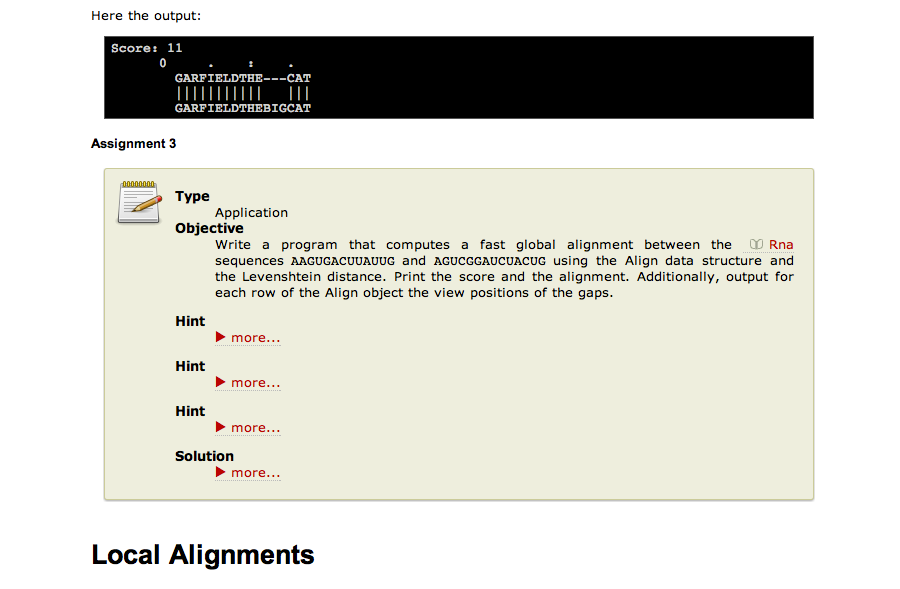 Here the output:
Score: 11
0 . : .
GARFIELDTHE---CAT
||||||||||| |||
GARFIELDTHEBIGCAT
Assignment 3
Type
Application
Objective
Write a program that computes a fast global alignment between the Rna
sequences AAGUGACUUAUUG and AGUCGGAUCUACUG using the Align data structure and
the Levenshtein distance. Print the score and the alignment. Additionally, output for
each row of the Align object the view positions of the gaps.
Hint
more...
Hint
more...
Hint
more...
Solution
more...
Local Alignments